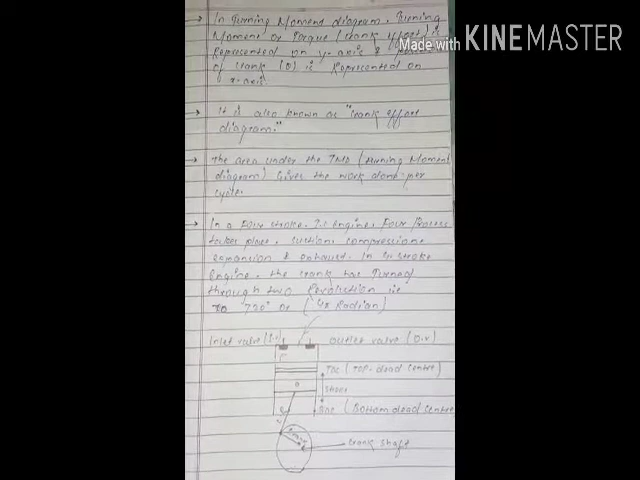 → In Turning Moment diagram, Turning
Moment or Torque (crank effort) is
Represented on y-axis &
of crank (θ) is Represented on
x-axis.
Made with KINEMASTER
→ It is also known as "crank effort
diagram."
→ The area under the TMD (turning Moment
diagram) Gives the work done per
cycle.
→ In a Four stroke I.C engine, Four Process
takes place, suction, compression
expansion & exhaust. In 4-stroke
Engine, the crank has Turned
through two Revolution i.e
720° or (4π Radian)
Inlet valve (I.V) outlet valve (O.V)
TDC (TOP-dead centre)
BDC (Bottom dead centre
crank shaft